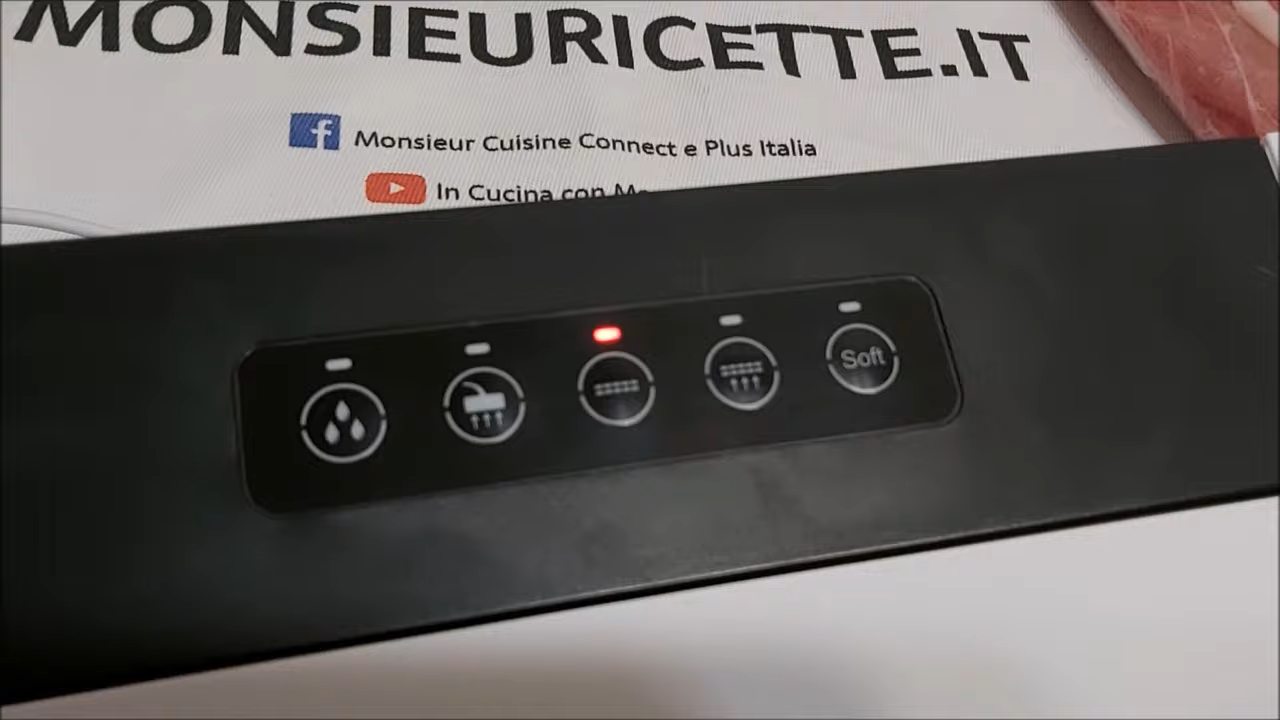 MONSIEURICETTE.IT
Monsieur Cuisine Connect e Plus Italia
In Cucina con
Soft